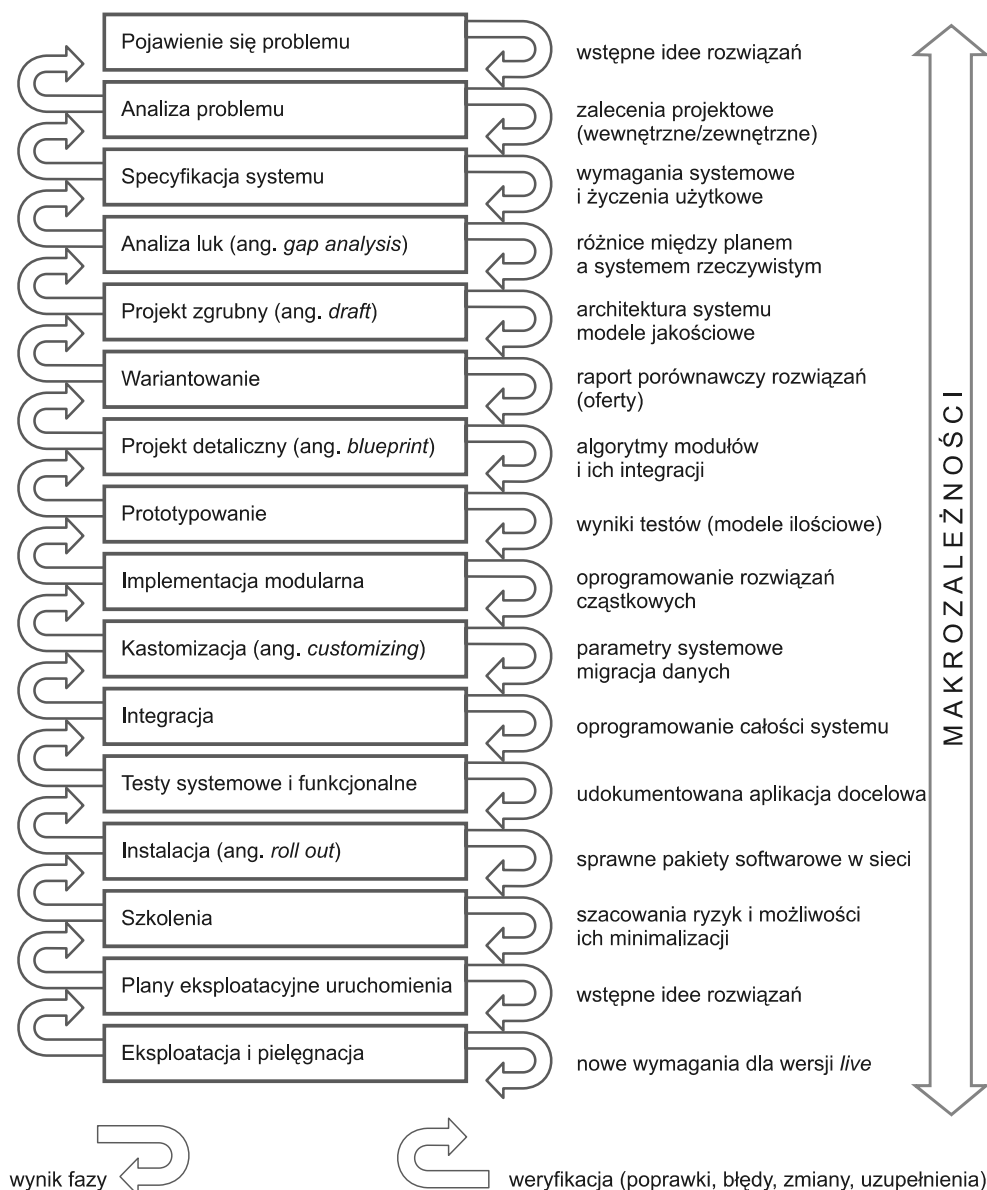 Pojawienie się problemu
wstępne idee rozwiązań
Analiza problemu
zalecenia projektowe
(wewnętrzne/zewnętrzne)
Specyfikacja systemu
wymagania systemowe
i życzenia użytkowe
Analiza luk (ang. gap analysis)
różnice między planem
a systemem rzeczywistym
Projekt zgrubny (ang. draft)
architektura systemu
modele jakościowe
Wariantowanie
raport porównawczy rozwiązań
(oferty)
Projekt detaliczny (ang. blueprint)
algorytmy modułów
i ich integracji
Prototypowanie
wyniki testów (modele ilościowe)
Implementacja modularna
oprogramowanie rozwiązań
cząstkowych
Kastomizacja (ang. customizing)
parametry systemowe
migracja danych
Integracja
oprogramowanie całości systemu
Testy systemowe i funkcjonalne
udokumentowana aplikacja docelowa
Instalacja (ang. roll out)
sprawne pakiety softwarowe w sieci
Szkolenia
szacowania ryzyk i możliwości
ich minimalizacji
Plany eksploatacyjne uruchomienia
wstępne idee rozwiązań
Eksploatacja i pielęgnacja
nowe wymagania dla wersji live
MAKROZALEŻNOŚCI
wynik fazy
weryfikacja (poprawki, błędy, zmiany, uzupełnienia)